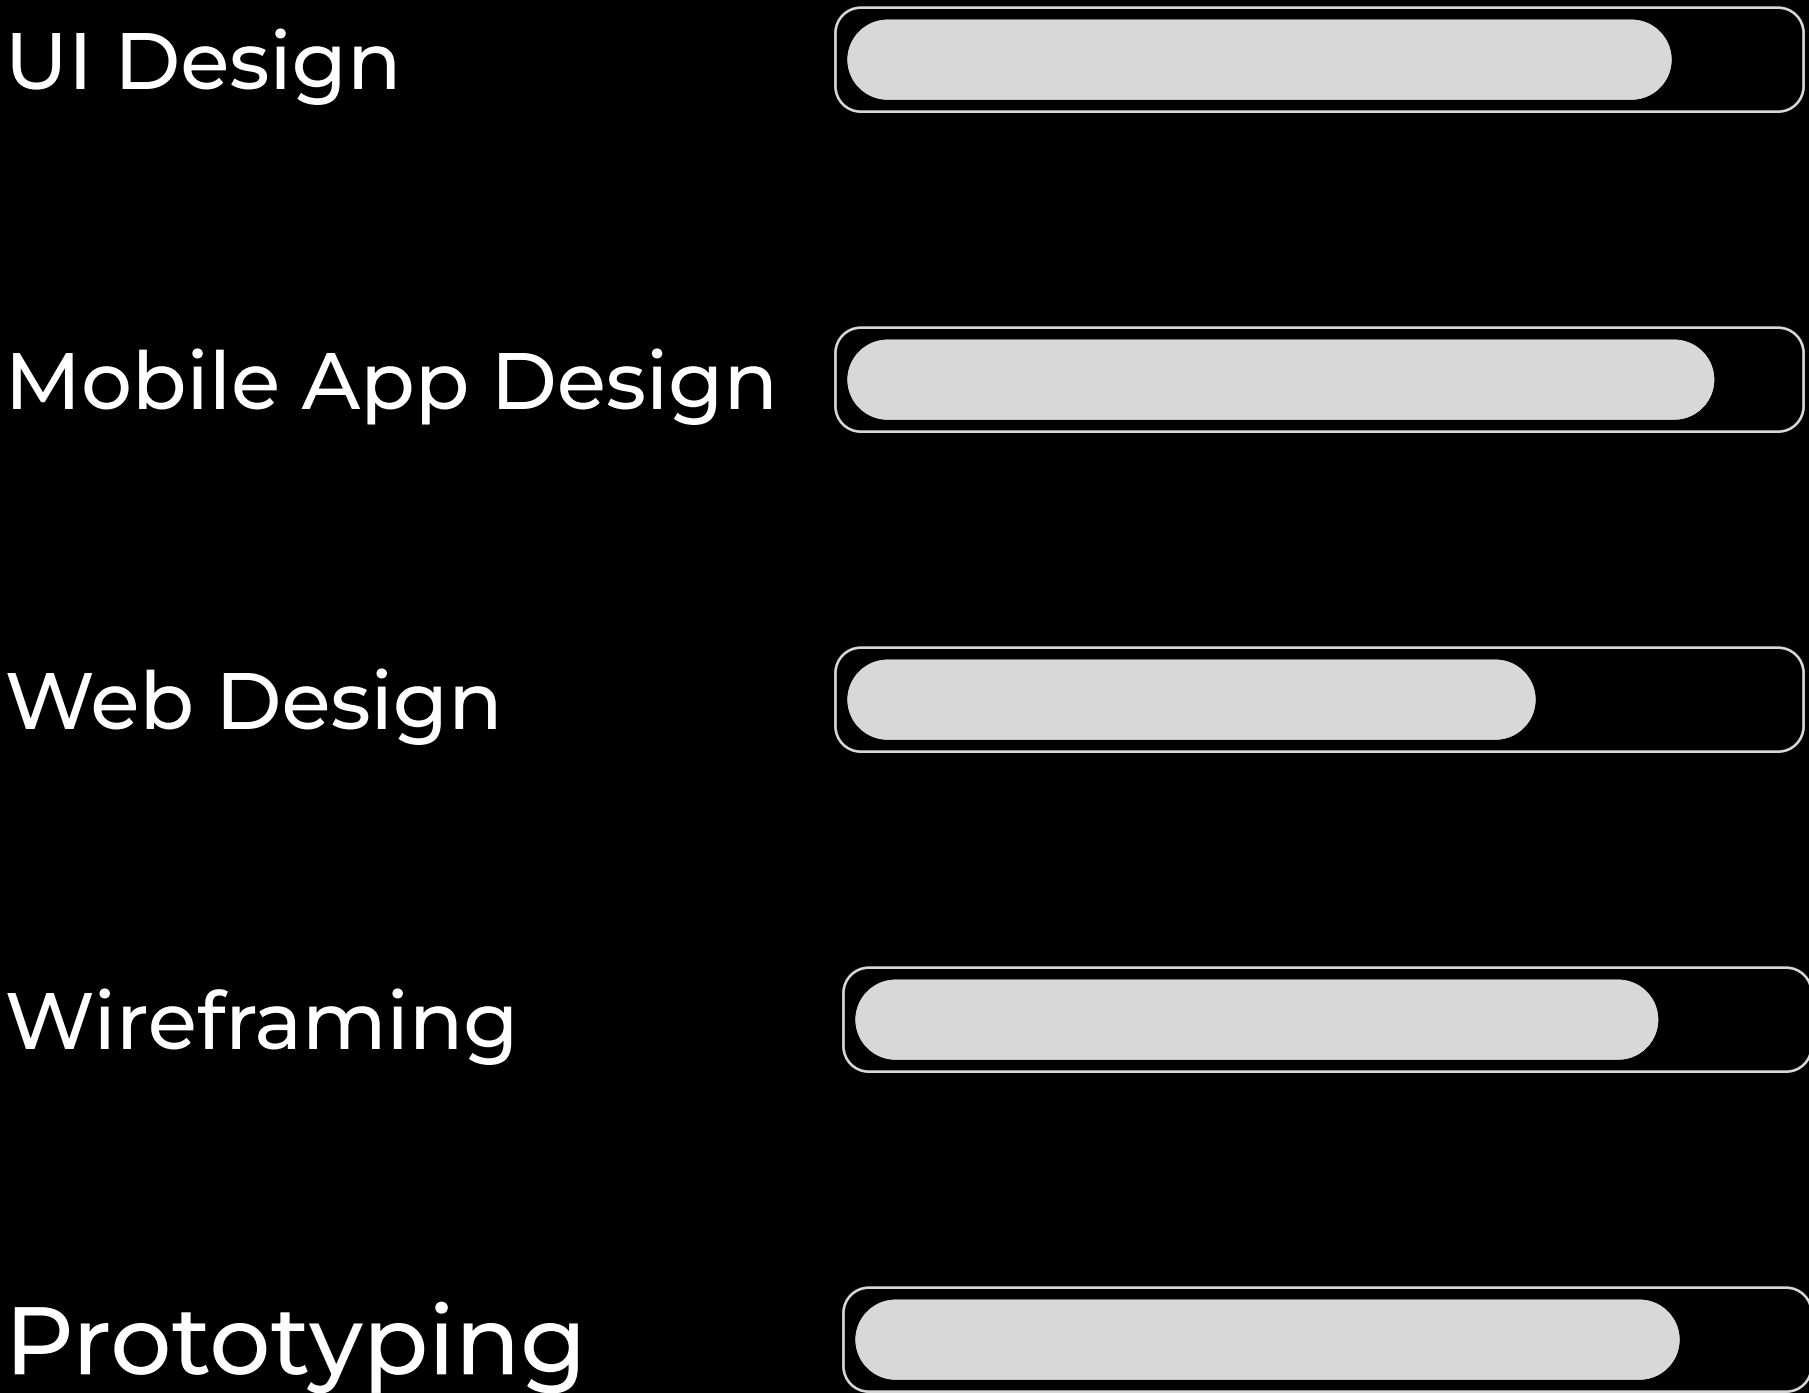 UI Design
Mobile App Design
Web Design
Wireframing
Prototyping